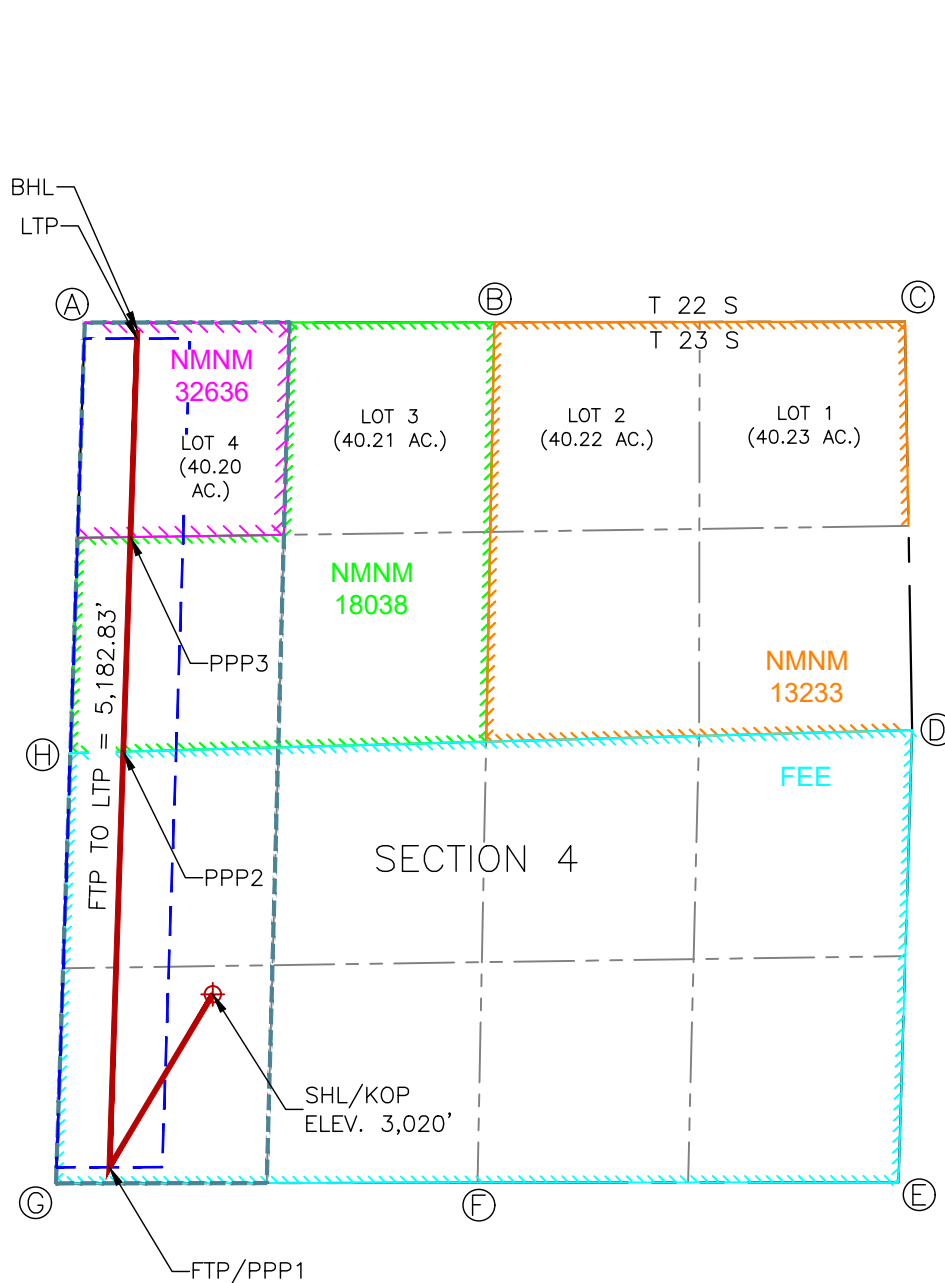 BHL
LTP
A
B
C
T 22 S
T 23 S
NMNM
32636
LOT 4
(40.20
AC.)
LOT 3
(40.21 AC.)
LOT 2
(40.22 AC.)
LOT 1
(40.23 AC.)
NMNM
18038
NMNM
13233
PPP3
FTP TO LTP = 5,182.83'
H
D
FEE
SECTION 4
PPP2
SHL/KOP
ELEV. 3,020'
G
F
E
FTP/PPP1